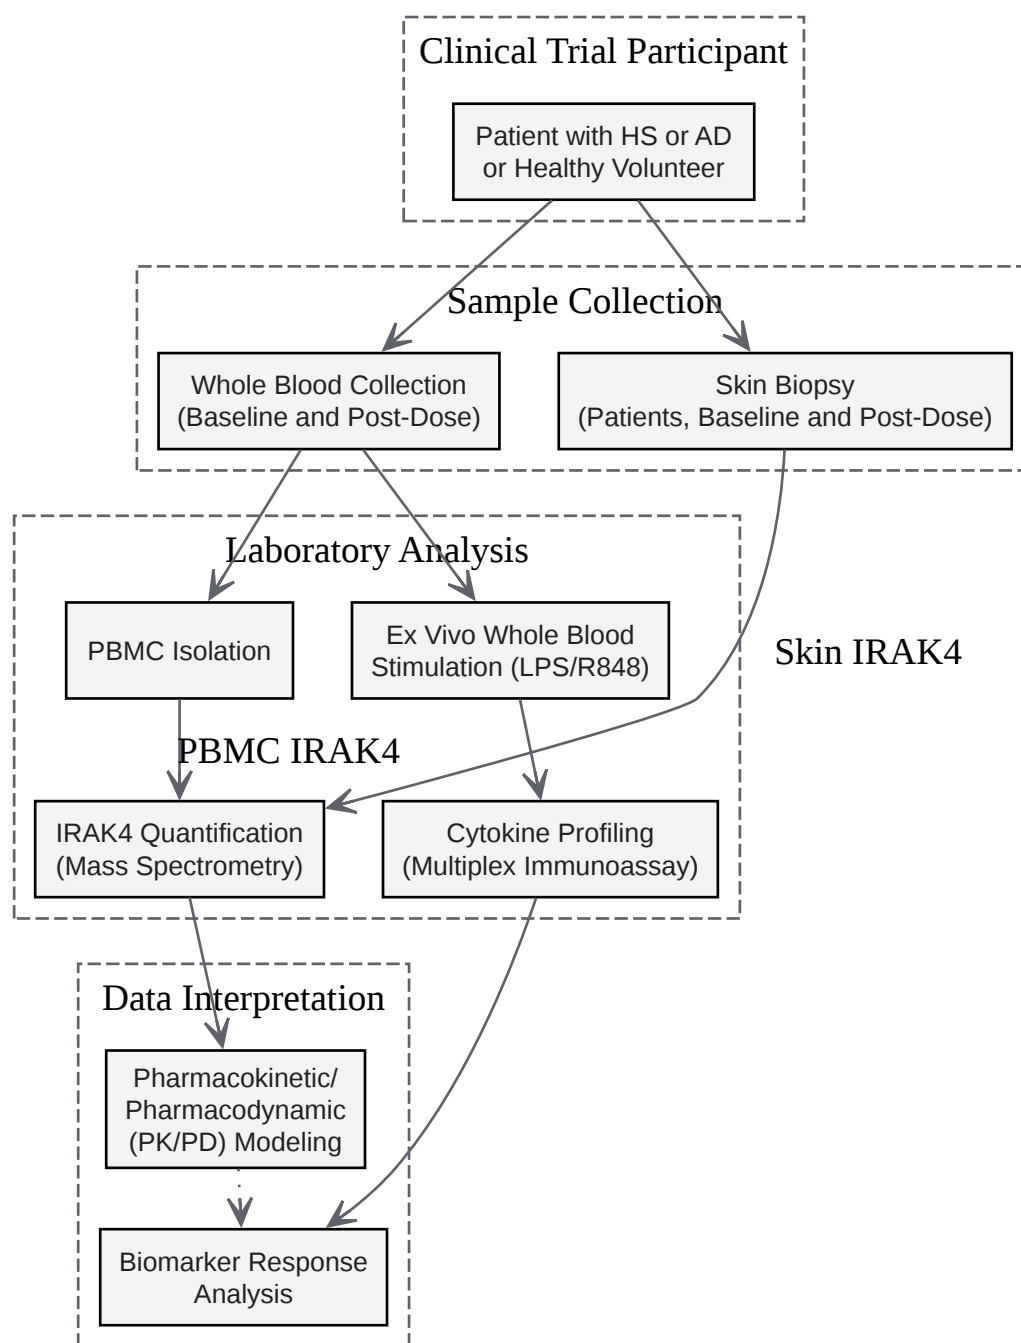 Clinical Trial Participant
Patient with HS or AD
or Healthy Volunteer
Sample Collection
Whole Blood Collection
(Baseline and Post-Dose)
Skin Biopsy
(Patients, Baseline and Post-Dose)
Laboratory Analysis
PBMC Isolation
Ex Vivo Whole Blood
Stimulation (LPS/R848)
Skin IRAK4
PBMC IRAK4
IRAK4 Quantification
(Mass Spectrometry)
Cytokine Profiling
(Multiplex Immunoassay)
Data Interpretation
Pharmacokinetic/
Pharmacodynamic
(PK/PD) Modeling
Biomarker Response
Analysis